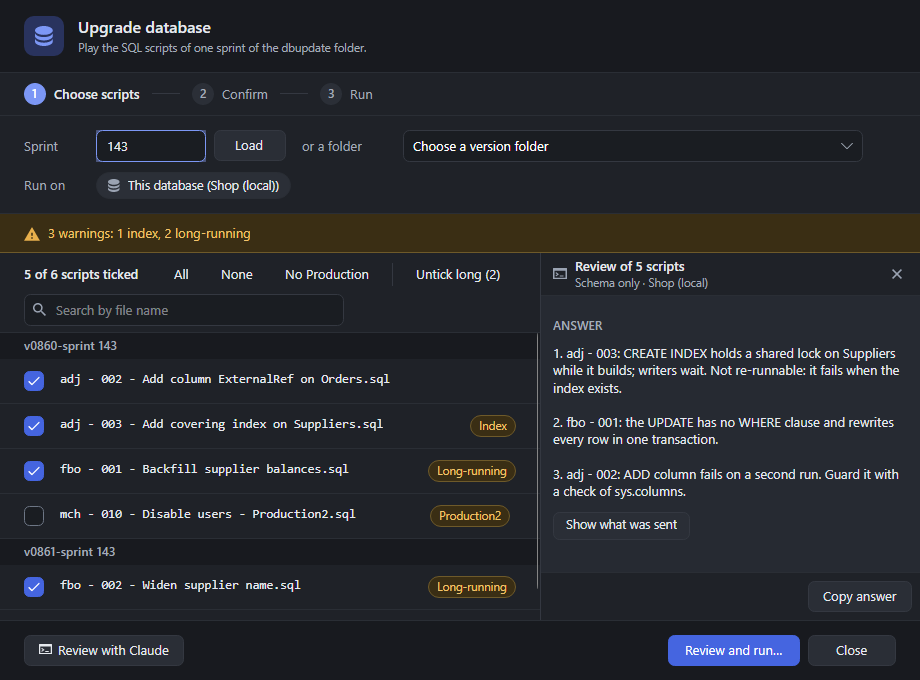 Upgrade database
Play the SQL scripts of one sprint of the dbupdate folder.
1 Choose scripts 2 Confirm 3 Run
Sprint 143 Load or a folder Choose a version folder
Run on This database (Shop (local))
3 warnings: 1 index, 2 long-running
5 of 6 scripts ticked All None No Production Untick long (2)
Search by file name
v0860-sprint 143
adj - 002 - Add column ExternalRef on Orders.sql
adj - 003 - Add covering index on Suppliers.sql Index
fbo - 001 - Backfill supplier balances.sql Long-running
mch - 010 - Disable users - Production2.sql Production2
v0861-sprint 143
fbo - 002 - Widen supplier name.sql Long-running
Review of 5 scripts
Schema only · Shop (local)
ANSWER
1. adj - 003: CREATE INDEX holds a shared lock on Suppliers
while it builds; writers wait. Not re-runnable: it fails when the
index exists.
2. fbo - 001: the UPDATE has no WHERE clause and rewrites
every row in one transaction.
3. adj - 002: ADD column fails on a second run. Guard it with
a check of sys.columns.
Show what was sent
Copy answer
Review with Claude Review and run... Close